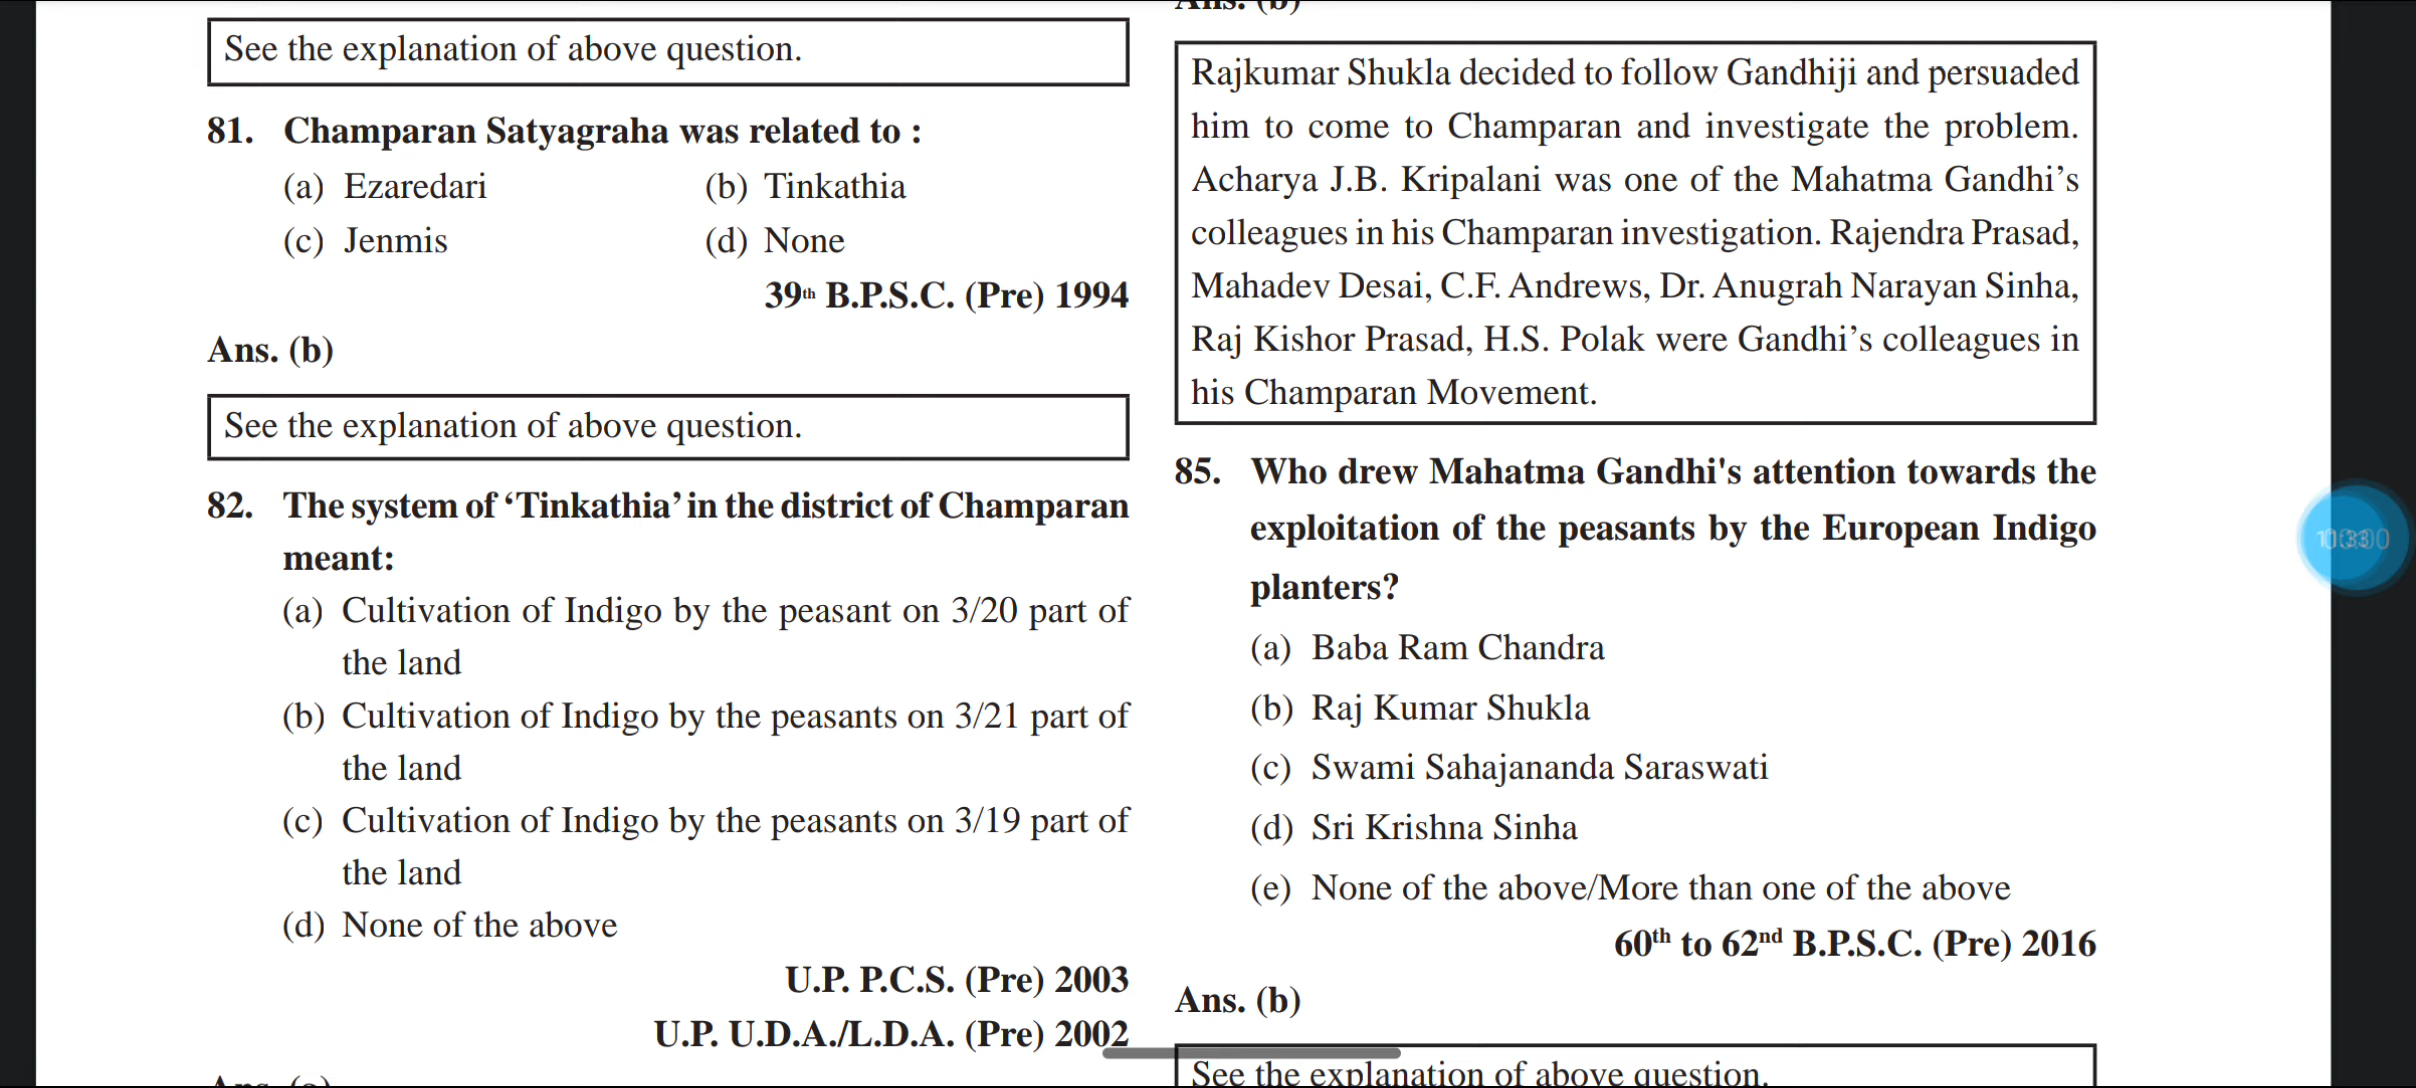 See the explanation of above question.
81. Champaran Satyagraha was related to :
(a) Ezaredari (b) Tinkathia
(c) Jenmis (d) None
39th B.P.S.C. (Pre) 1994
Ans. (b)
See the explanation of above question.
82. The system of ‘Tinkathia’ in the district of Champaran
meant:
(a) Cultivation of Indigo by the peasant on 3/20 part of
the land
(b) Cultivation of Indigo by the peasants on 3/21 part of
the land
(c) Cultivation of Indigo by the peasants on 3/19 part of
the land
(d) None of the above
U.P. P.C.S. (Pre) 2003
U.P. U.D.A./L.D.A. (Pre) 2002
Ans. (a)
Ans. (b)
Rajkumar Shukla decided to follow Gandhiji and persuaded
him to come to Champaran and investigate the problem.
Acharya J.B. Kripalani was one of the Mahatma Gandhi’s
colleagues in his Champaran investigation. Rajendra Prasad,
Mahadev Desai, C.F. Andrews, Dr. Anugrah Narayan Sinha,
Raj Kishor Prasad, H.S. Polak were Gandhi’s colleagues in
his Champaran Movement.
85. Who drew Mahatma Gandhi's attention towards the
exploitation of the peasants by the European Indigo
planters?
(a) Baba Ram Chandra
(b) Raj Kumar Shukla
(c) Swami Sahajananda Saraswati
(d) Sri Krishna Sinha
(e) None of the above/More than one of the above
60th to 62nd B.P.S.C. (Pre) 2016
Ans. (b)
See the explanation of above question.